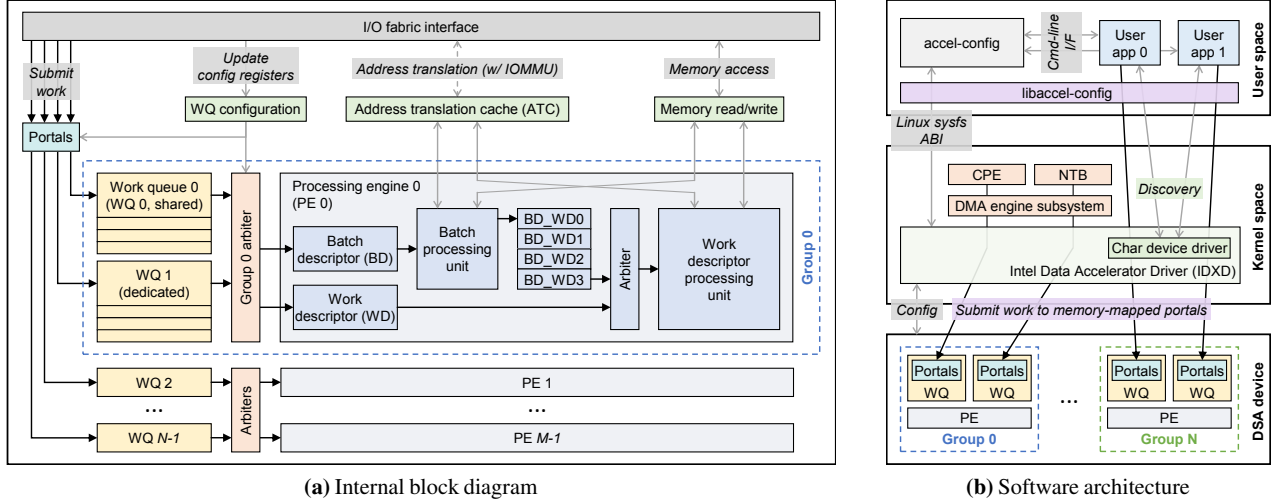 I/O fabric interface
Submit
work
Update
config registers
Address translation (w/ IOMMU)
Memory access
WQ configuration
Address translation cache (ATC)
Memory read/write
Portals
Work queue 0
(WQ 0, shared)
WQ 1
(dedicated)
Group 0 arbiter
Processing engine 0
(PE 0)
Batch
descriptor (BD)
Work
descriptor (WD)
Batch
processing
unit
BD_WD0
BD_WD1
BD_WD2
BD_WD3
Arbiter
Work
descriptor
processing
unit
Group 0
WQ 2
...
WQ N-1
Arbiters
PE 1
...
PE M-1
(a) Internal block diagram
accel-config
Cmd-line
I/F
User
app 0
User
app 1
libaccel-config
User space
Linux sysfs
ABI
CPE
NTB
DMA engine subsystem
Discovery
Char device driver
Intel Data Accelerator Driver (IDXD)
Kernel space
Config
Submit work to memory-mapped portals
Portals
WQ
Portals
WQ
PE
Group 0
...
Portals
WQ
Portals
WQ
PE
Group N
DSA device
(b) Software architecture